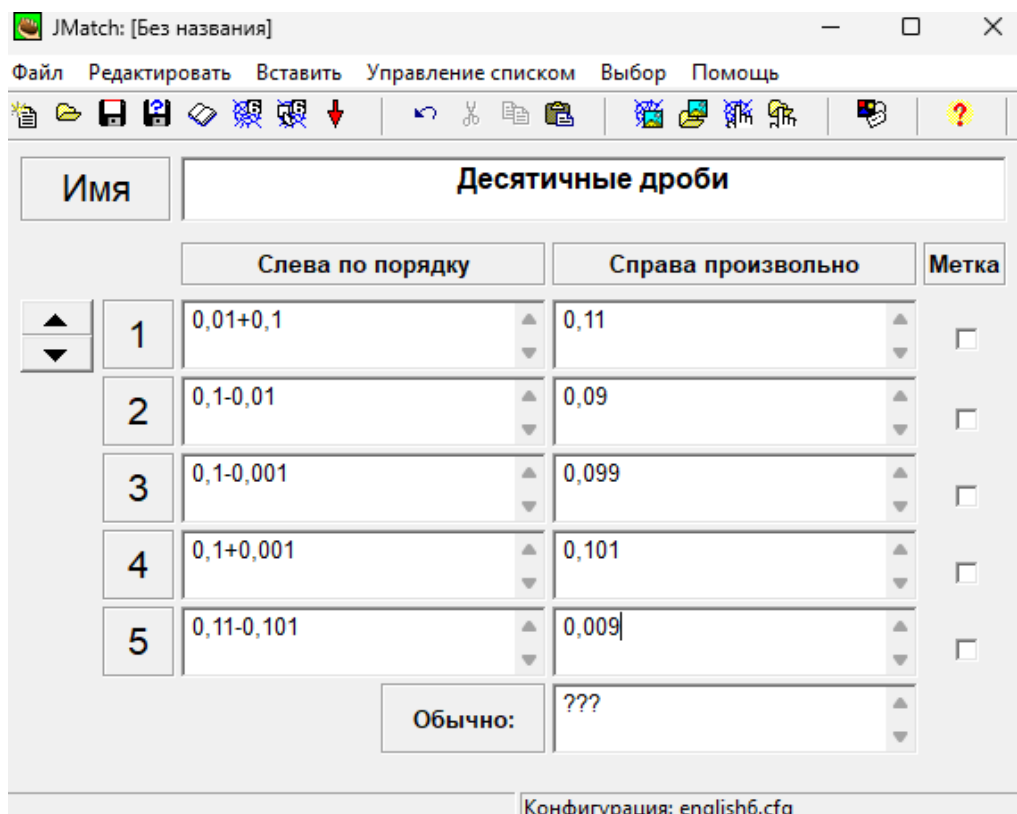 JMatch: [Без названия]
Файл Редактировать Вставить Управление списком Выбор Помощь
Имя Десятичные дроби
Слева по порядку Справа произвольно Метка
1 0,01+0,1 0,11
2 0,1-0,01 0,09
3 0,1-0,001 0,099
4 0,1+0,001 0,101
5 0,11-0,101 0,009
Обычно: ???
Конфигурация: english6.cfg